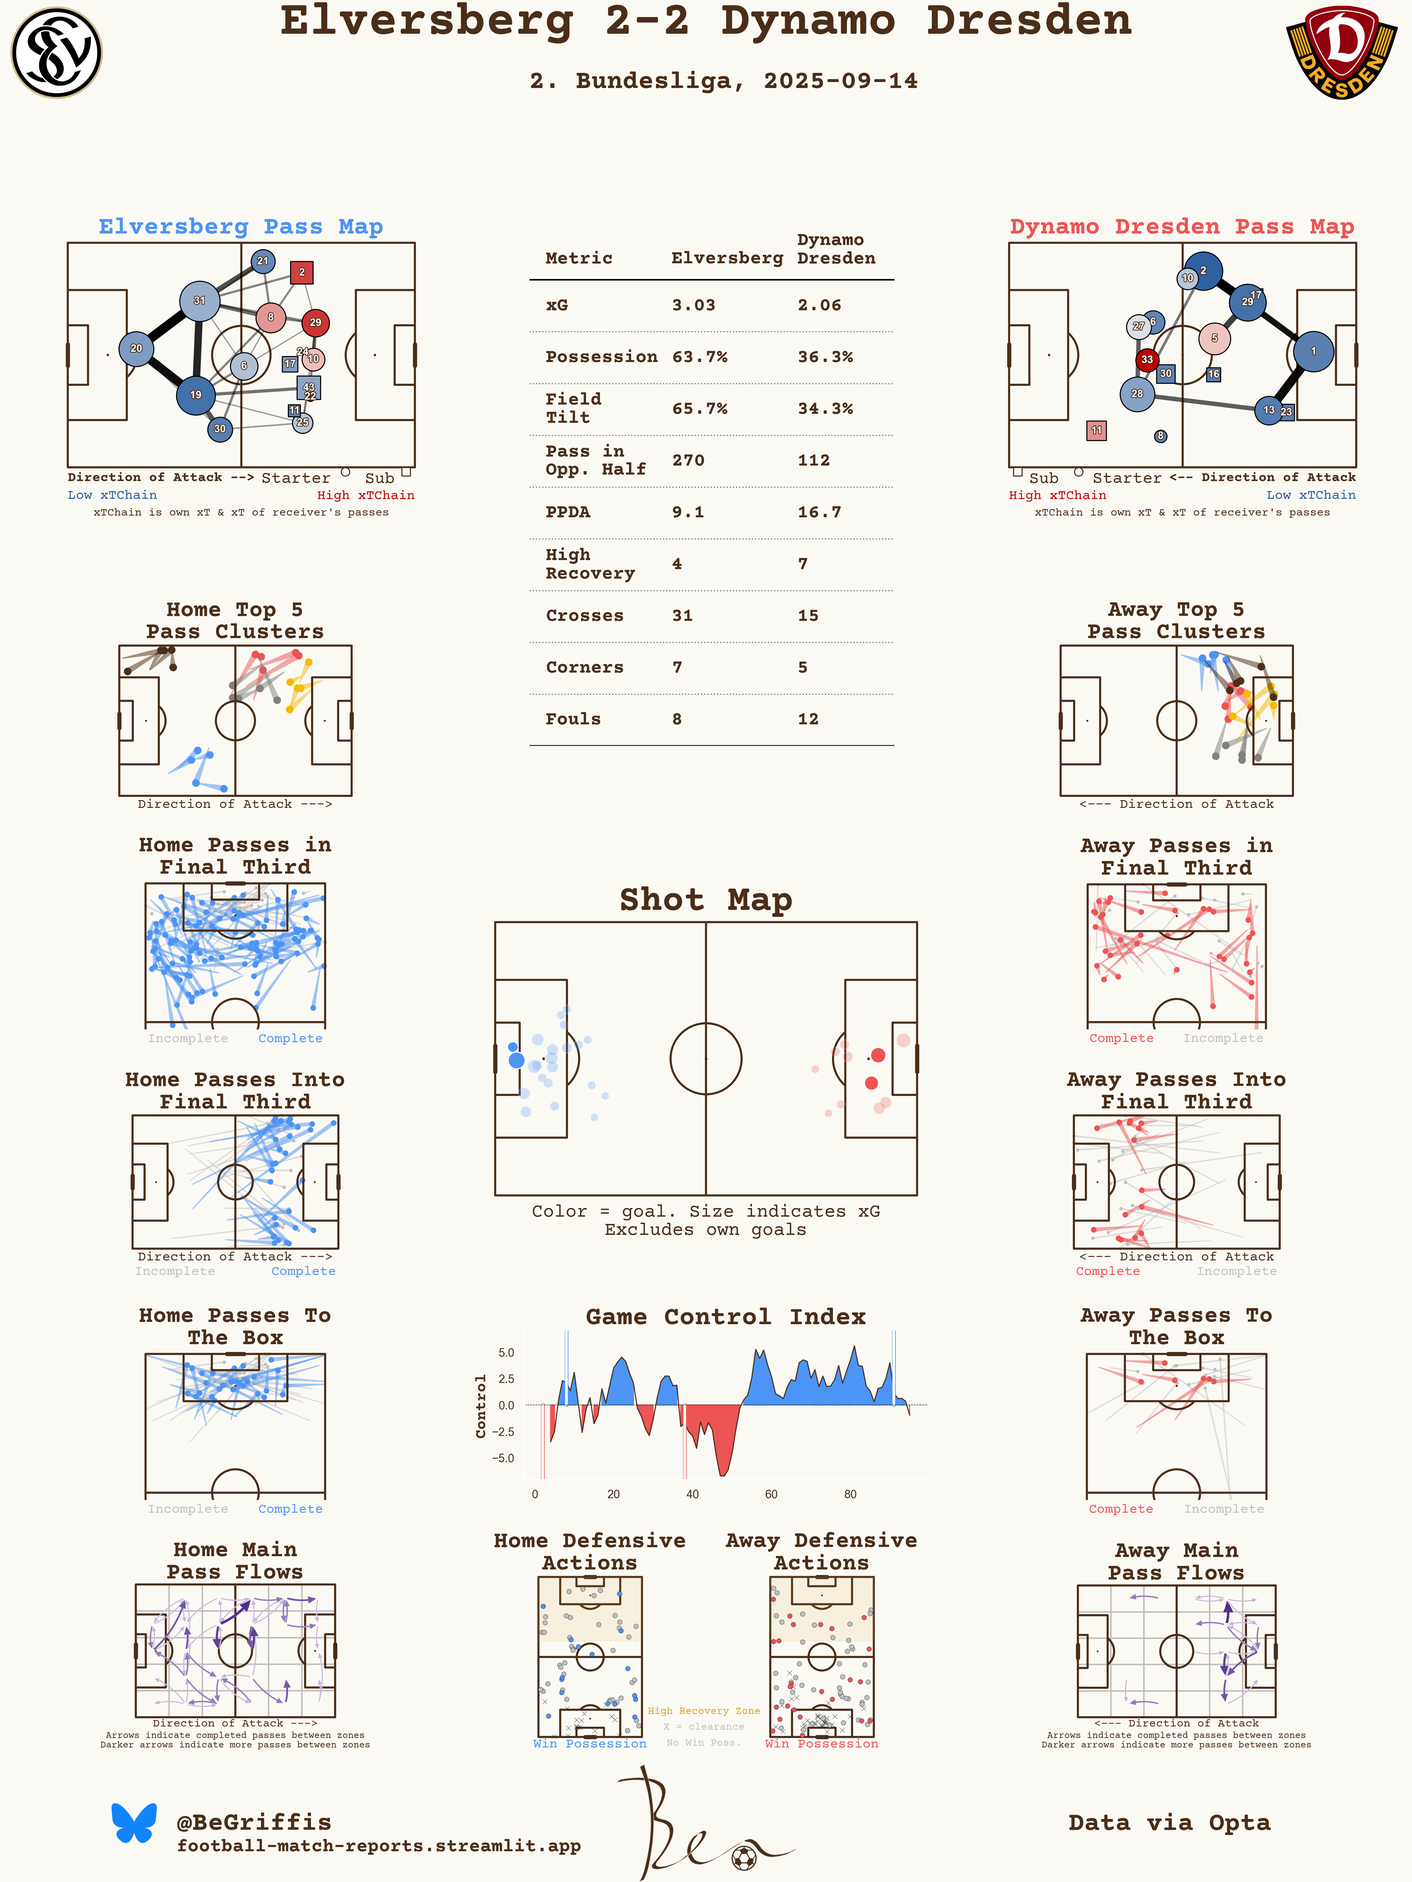 Elversberg 2-2 Dynamo Dresden
2. Bundesliga, 2025-09-14
DRESDEN
Elversberg Pass Map
21
2
31
8
29
20
24
10
17
6
43
22
19
11
25
30
Direction of Attack --> Starter Sub
Low xTChain High xTChain
xTChain is own xT & xT of receiver's passes
Metric Elversberg Dynamo Dresden
xG 3.03 2.06
Possession 63.7% 36.3%
Field Tilt 65.7% 34.3%
Pass in Opp. Half 270 112
PPDA 9.1 16.7
High Recovery 4 7
Crosses 31 15
Corners 7 5
Fouls 8 12
Dynamo Dresden Pass Map
2
10
17
29
27
6
5
1
33
30
16
28
13
23
11
8
Sub Starter <-- Direction of Attack
High xTChain Low xTChain
xTChain is own xT & xT of receiver's passes
Home Top 5
Pass Clusters
Direction of Attack --->
Away Top 5
Pass Clusters
<--- Direction of Attack
Home Passes in
Final Third
Incomplete Complete
Away Passes in
Final Third
Complete Incomplete
Shot Map
Color = goal. Size indicates xG
Excludes own goals
Home Passes Into
Final Third
Direction of Attack --->
Incomplete Complete
Away Passes Into
Final Third
<--- Direction of Attack
Complete Incomplete
Home Passes To
The Box
Incomplete Complete
Game Control Index
Control
5.0
2.5
0.0
−2.5
−5.0
0 20 40 60 80
Away Passes To
The Box
Complete Incomplete
Home Main
Pass Flows
Direction of Attack --->
Arrows indicate completed passes between zones
Darker arrows indicate more passes between zones
Home Defensive
Actions
Win Possession
High Recovery Zone
X = clearance
No Win Poss.
Away Defensive
Actions
Win Possession
Away Main
Pass Flows
<--- Direction of Attack
Arrows indicate completed passes between zones
Darker arrows indicate more passes between zones
@BeGriffis
football-match-reports.streamlit.app
Ben
Data via Opta